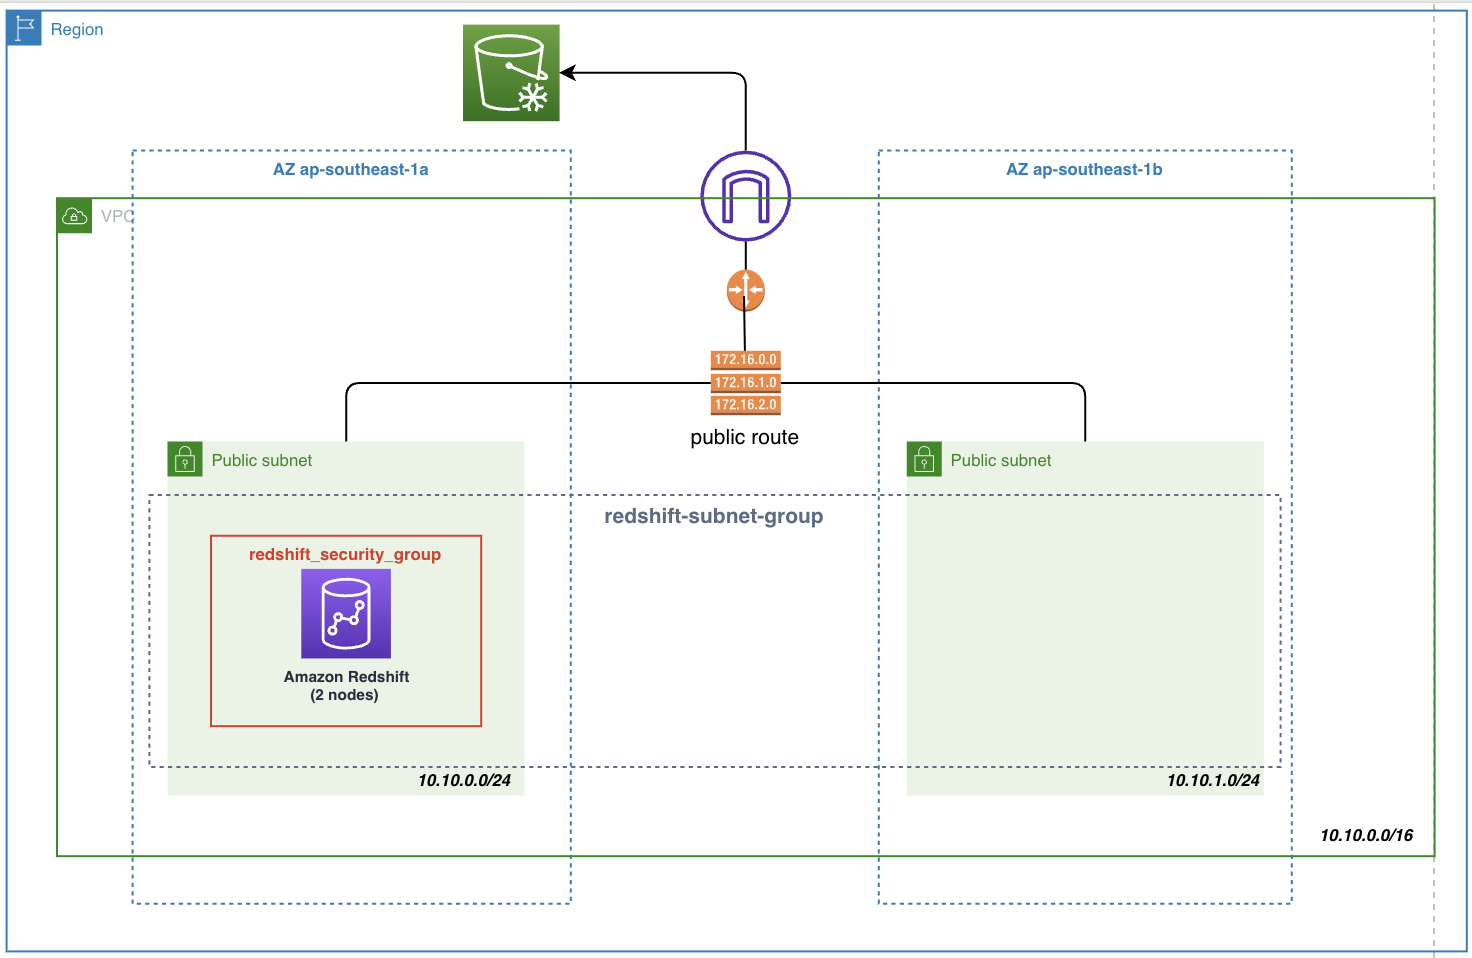 Region
AZ ap-southeast-1a
AZ ap-southeast-1b
VPC
172.16.0.0
172.16.1.0
172.16.2.0
public route
Public subnet
Public subnet
redshift-subnet-group
redshift_security_group
Amazon Redshift
(2 nodes)
10.10.0.0/24
10.10.1.0/24
10.10.0.0/16